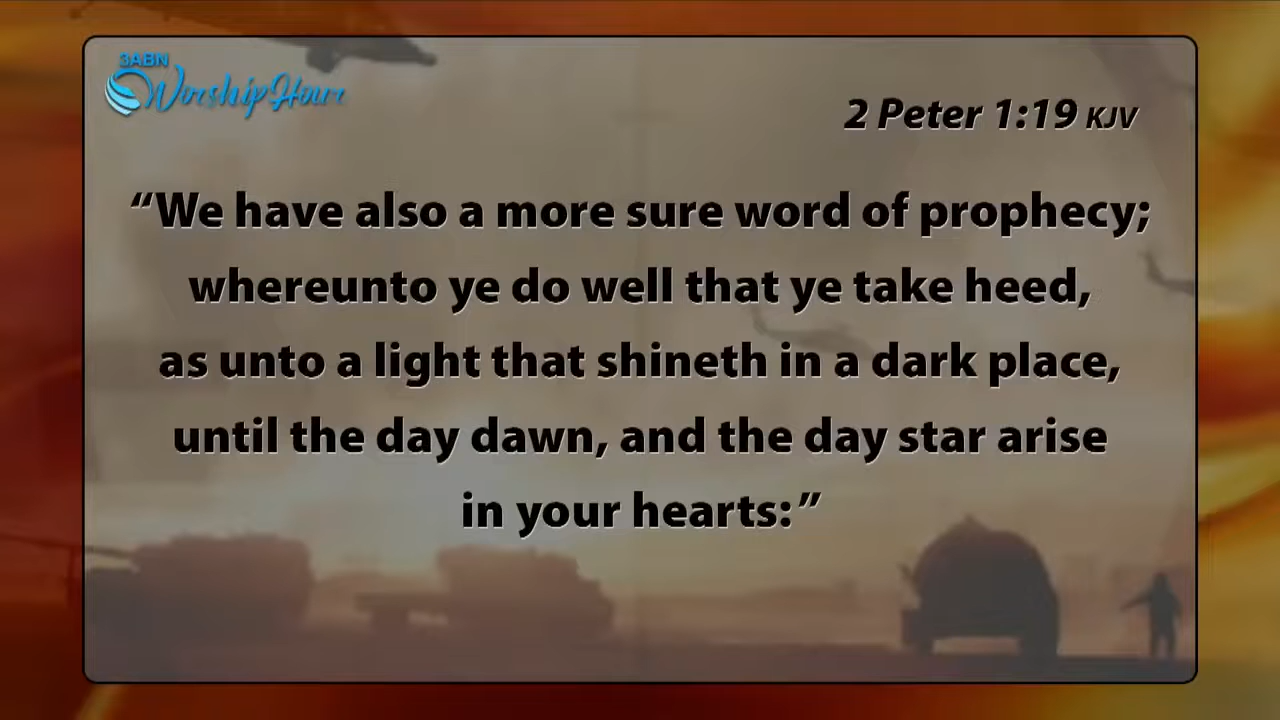 3ABN
Worship Hour
2 Peter 1:19 KJV
“We have also a more sure word of prophecy;
whereunto ye do well that ye take heed,
as unto a light that shineth in a dark place,
until the day dawn, and the day star arise
in your hearts:”